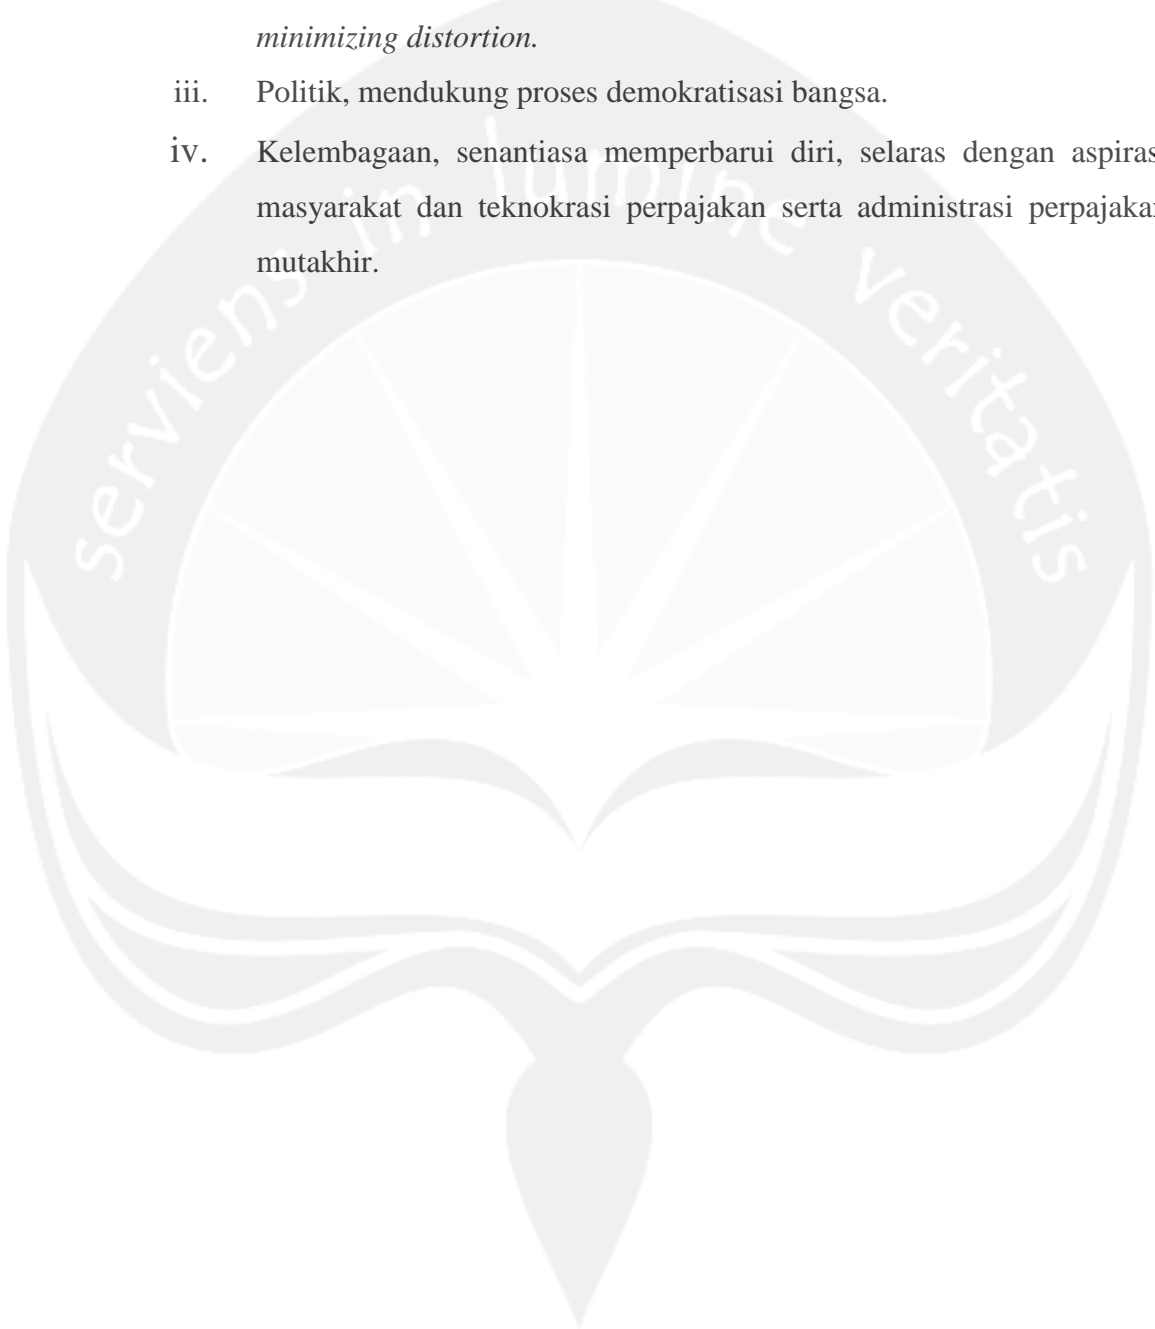 minimizing distortion.
iii. Politik, mendukung proses demokratisasi bangsa.
iv. Kelembagaan, senantiasa memperbarui diri, selaras dengan aspiras
masyarakat dan teknokrasi perpajakan serta administrasi perpajakan
mutakhir.
serviens in lumine veritatis